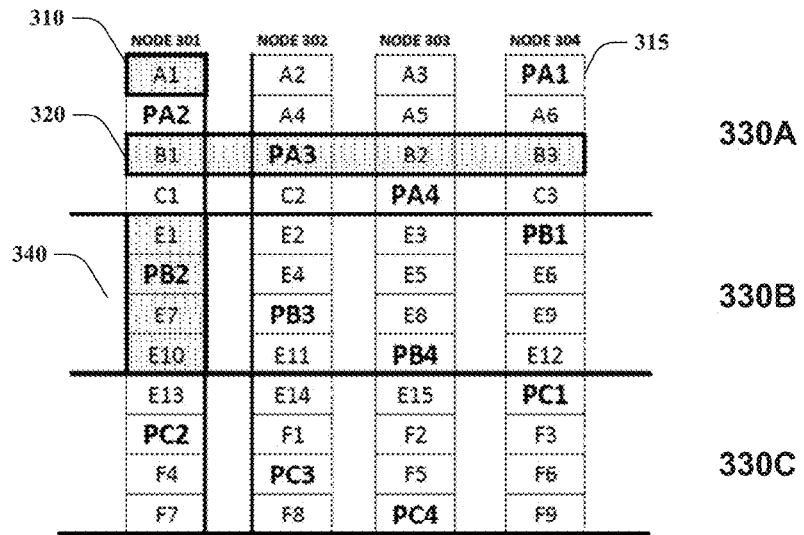 310
NODE 301 NODE 302 NODE 303 NODE 304
315
A1 A2 A3 PA1
PA2 A4 A5 A6
320
330A
B1 PA3 B2 B3
C1 C2 PA4 C3
E1 E2 E3 PB1
340
PB2 E4 E5 E6
330B
E7 PB3 E8 E9
E10 E11 PB4 E12
E13 E14 E15 PC1
PC2 F1 F2 F3
330C
F4 PC3 F5 F6
F7 F8 PC4 F9